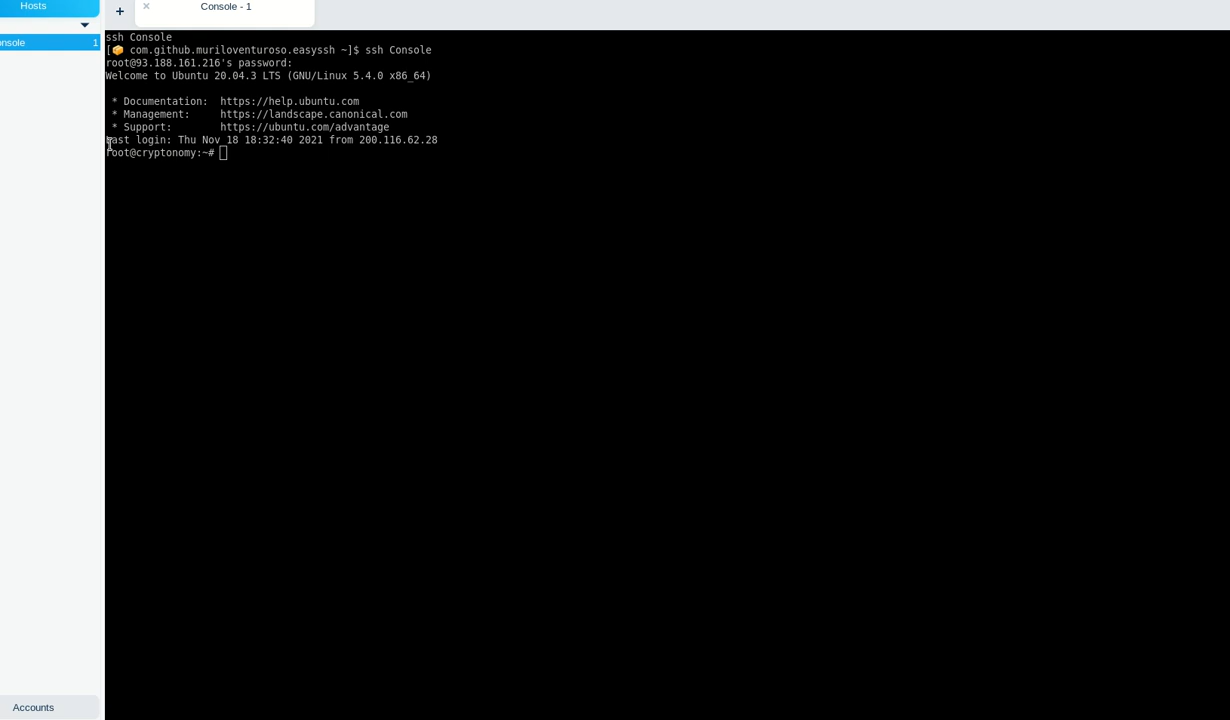 Hosts
Console - 1
onsole 1
ssh Console
[📦 com.github.muriloventuroso.easyssh ~]$ ssh Console
root@93.188.161.216's password:
Welcome to Ubuntu 20.04.3 LTS (GNU/Linux 5.4.0 x86_64)
* Documentation: https://help.ubuntu.com
* Management: https://landscape.canonical.com
* Support: https://ubuntu.com/advantage
Last login: Thu Nov 18 18:32:40 2021 from 200.116.62.28
root@cryptonomy:~#
Accounts